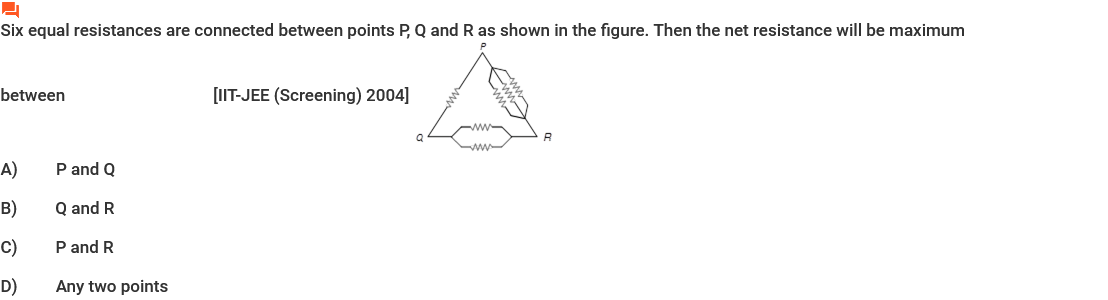 Six equal resistances are connected between points P, Q and R as shown in the figure. Then the net resistance will be maximum
P
between [IIT-JEE (Screening) 2004]
Q R
A) P and Q
B) Q and R
C) P and R
D) Any two points